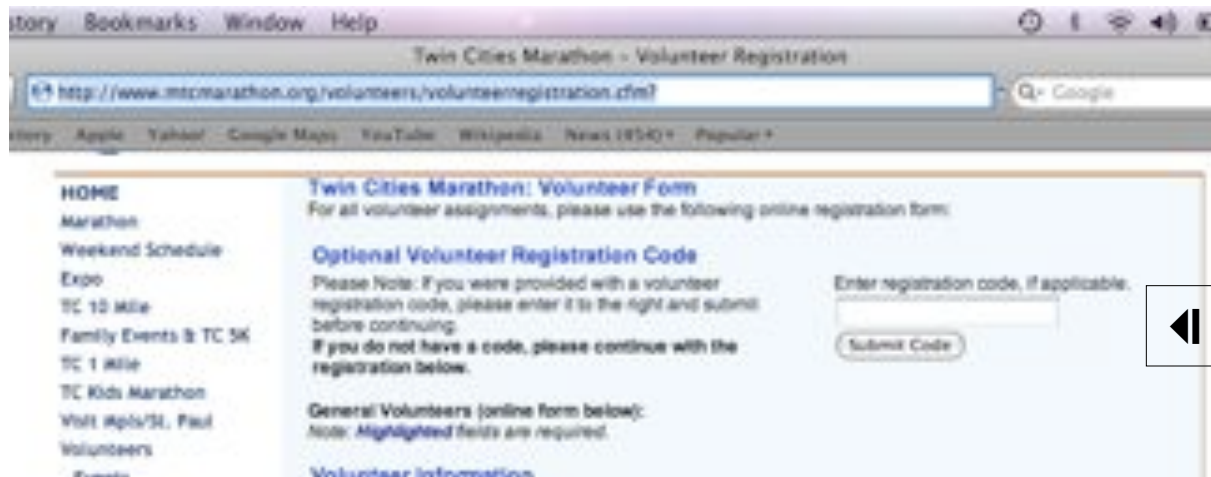 story Bookmarks Window Help
Twin Cities Marathon - Volunteer Registration
http://www.mtcmarathon.org/volunteers/volunteerregistration.cfm?
Google
Apple Yahoo! Google Maps YouTube Wikipedia News Popular
HOME
Marathon
Weekend Schedule
Expo
TC 10 Mile
Family Events & TC 5K
TC 1 Mile
TC Kids Marathon
Visit Mpls/St. Paul
Volunteers
Twin Cities Marathon: Volunteer Form
For all volunteer assignments, please use the following online registration form:
Optional Volunteer Registration Code
Please Note: If you were provided with a volunteer
registration code, please enter it to the right and submit
before continuing.
If you do not have a code, please continue with the
registration below.
Enter registration code, if applicable.
Submit Code
General Volunteers (online form below):
Note: Highlighted fields are required.
Volunteer Information